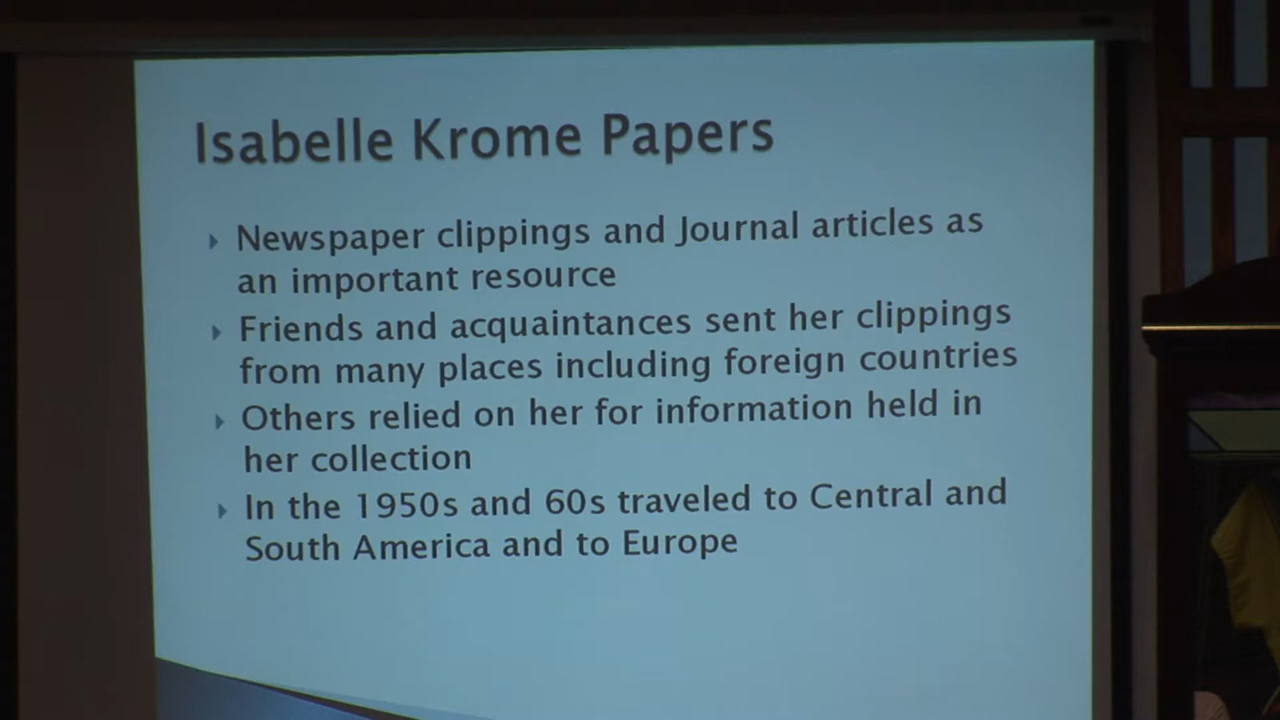 Isabelle Krome Papers
Newspaper clippings and Journal articles as
an important resource
Friends and acquaintances sent her clippings
from many places including foreign countries
Others relied on her for information held in
her collection
In the 1950s and 60s traveled to Central and
South America and to Europe